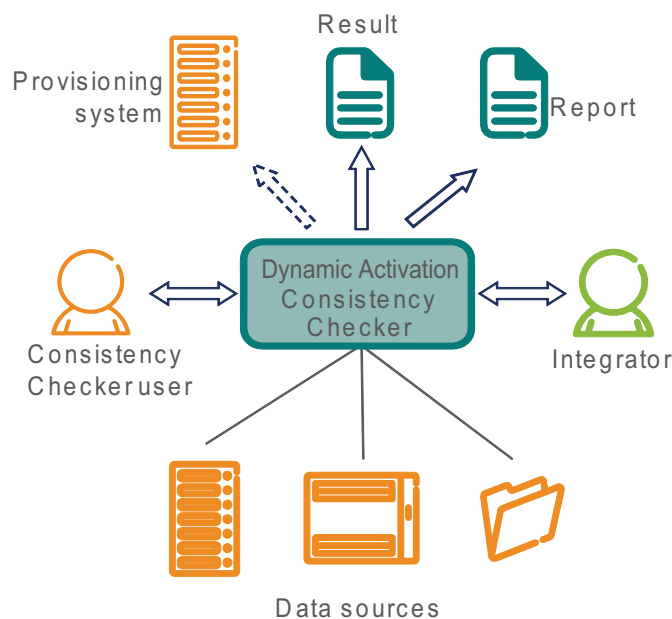 Result
Provisioning
system
Report
Dynamic Activation
Consistency
Checker
Consistency
Checker user
Integrator
Data sources